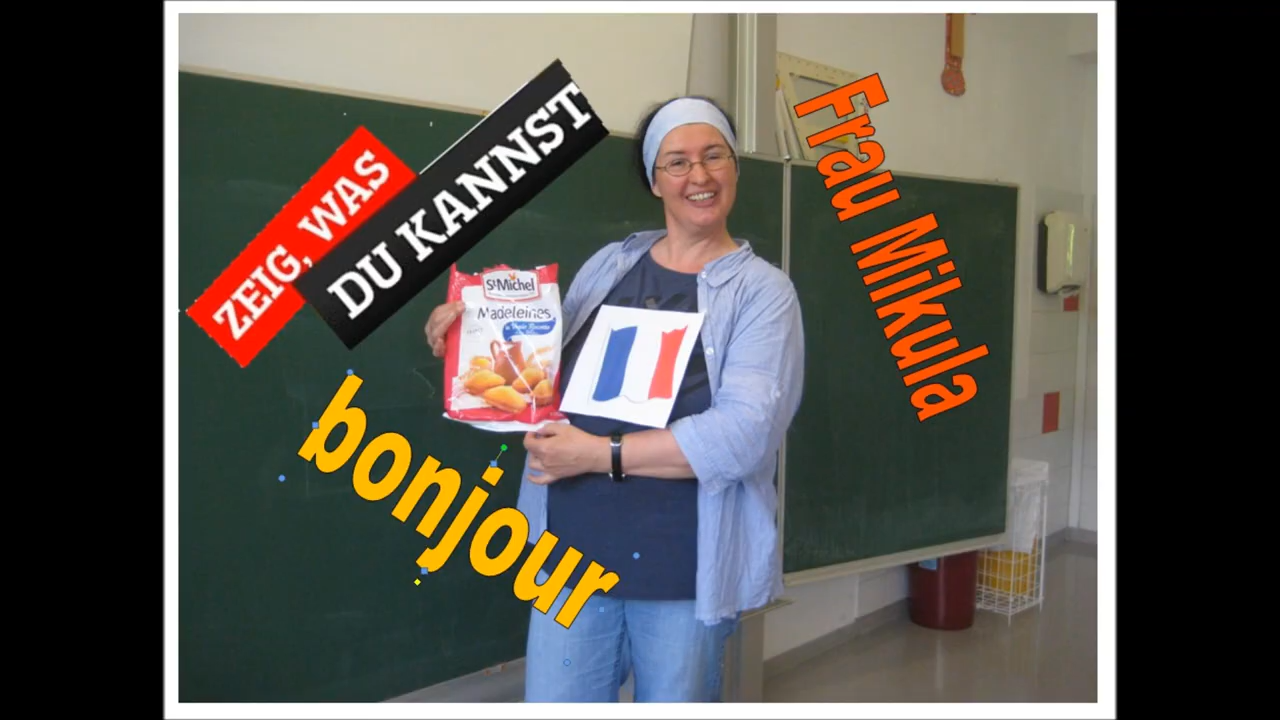 ZEIG, WAS
DU KANNST
Frau Mikula
St Michel
Madeleines
bonjour